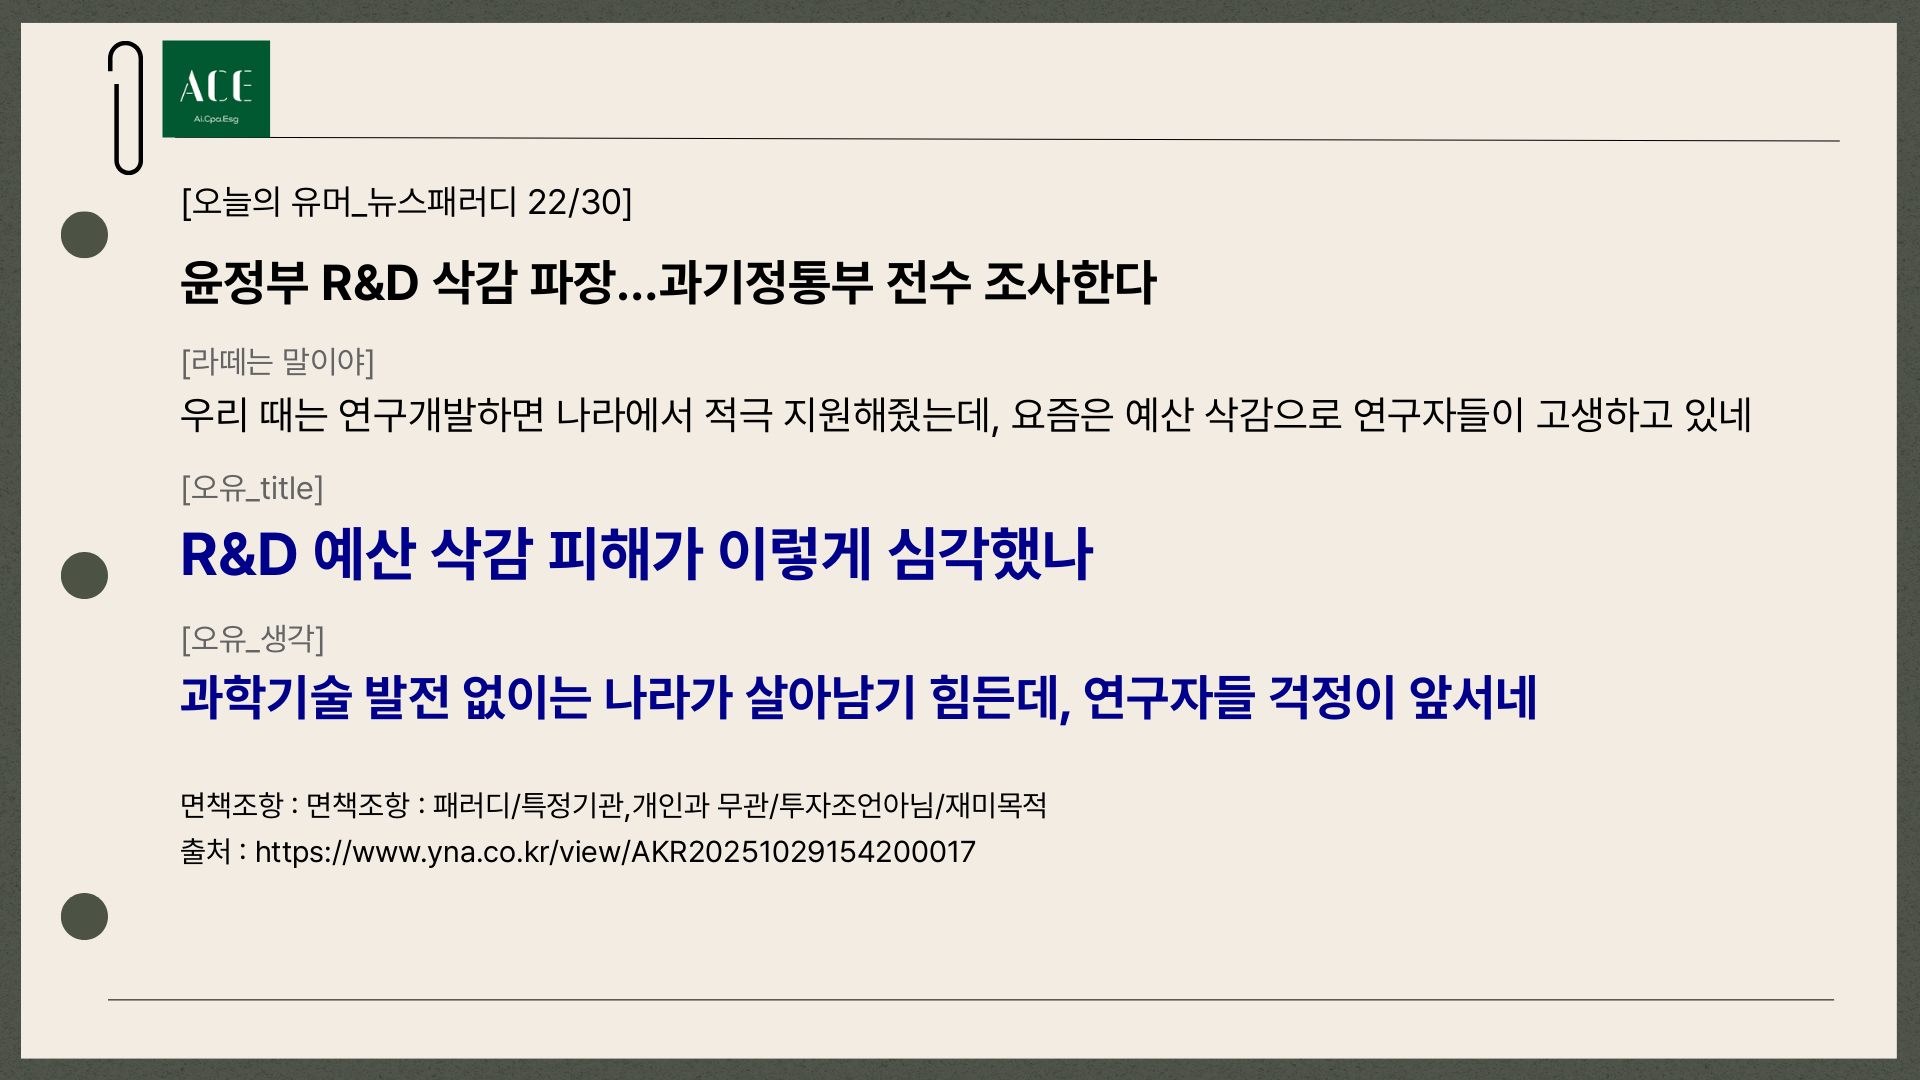 ACE
Ai.Cpa.Esg
[오늘의 유머_뉴스패러디 22/30]
윤정부 R&D 삭감 파장...과기정통부 전수 조사한다
[라떼는 말이야]
우리 때는 연구개발하면 나라에서 적극 지원해줬는데, 요즘은 예산 삭감으로 연구자들이 고생하고 있네
[오유_title]
R&D 예산 삭감 피해가 이렇게 심각했나
[오유_생각]
과학기술 발전 없이는 나라가 살아남기 힘든데, 연구자들 걱정이 앞서네
면책조항 : 면책조항 : 패러디/특정기관,개인과 무관/투자조언아님/재미목적
출처 : https://www.yna.co.kr/view/AKR20251029154200017